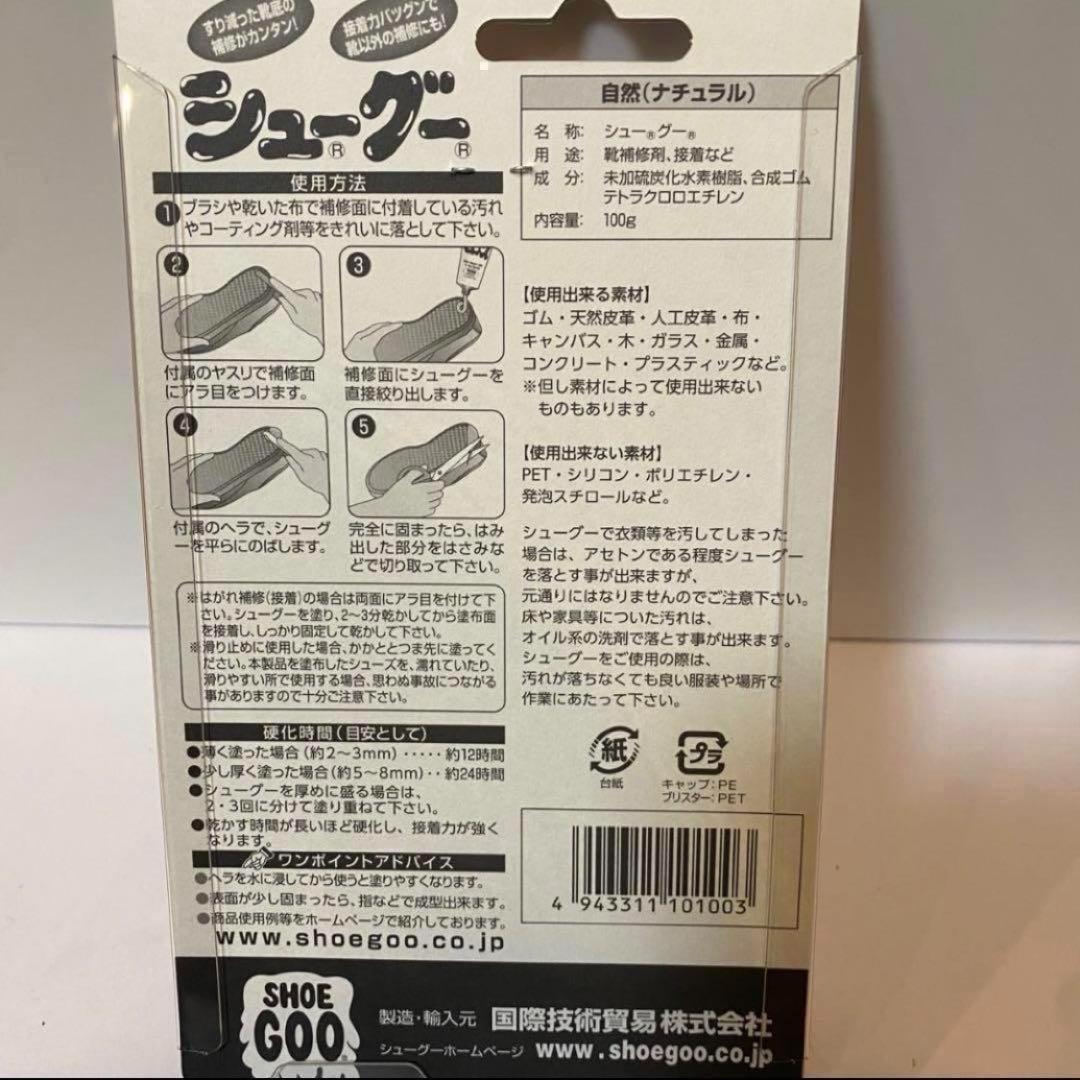 すり減った靴底の
補修がカンタン!
接着力バツグンで
靴以外の補修にも!
シューグー®
使用方法
1 ブラシや乾いた布で補修面に付着している汚れ
やコーティング剤等をきれいに落として下さい。
2
付属のヤスリで補修面
にアラ目をつけます。
3
補修面にシューグーを
直接絞り出します。
4
付属のヘラで、シューグ
ーを平らにのばします。
5
完全に固まったら、はみ
出した部分をはさみな
どで切り取って下さい。
※はがれ補修(接着)の場合は両面にアラ目を付けて下
さい。シューグーを塗り、2〜3分乾かしてから塗布面
を接着し、しっかり固定して乾かして下さい。
※滑り止めに使用した場合、かかととつま先に塗ってく
ださい。本製品を塗布したシューズを、濡れていたり、
滑りやすい所で使用する場合、思わぬ事故につながる
事がありますので十分ご注意下さい。
硬化時間(目安として)
●薄く塗った場合(約2〜3mm)‥‥‥約12時間
●少し厚く塗った場合(約5〜8mm)‥約24時間
●シューグーを厚めに盛る場合は、
2・3回に分けて塗り重ねて下さい。
●乾かす時間が長いほど硬化し、接着力が強く
なります。
ワンポイントアドバイス
●ヘラを水に浸してから使うと塗りやすくなります。
●表面が少し固まったら、指などで成型出来ます。
●商品使用例等をホームページで紹介しております。
www.shoegoo.co.jp
自然(ナチュラル)
名 称: シュー®グー®
用 途: 靴補修剤、接着など
成 分: 未加硫炭化水素樹脂、合成ゴム
テトラクロロエチレン
内容量: 100g
【使用出来る素材】
ゴム・天然皮革・人工皮革・布・
キャンバス・木・ガラス・金属・
コンクリート・プラスティックなど。
※但し素材によって使用出来ない
ものもあります。
【使用出来ない素材】
PET・シリコン・ポリエチレン・
発泡スチロールなど。
シューグーで衣類等を汚してしまった
場合は、アセトンである程度シューグー
を落とす事が出来ますが、
元通りにはなりませんのでご注意下さい。
床や家具等についた汚れは、
オイル系の洗剤で落とす事が出来ます。
シューグーをご使用の際は、
汚れが落ちなくても良い服装や場所で
作業にあたって下さい。
紙
台紙
プラ
キャップ:PE
ブリスター:PET
4 943311 101003
SHOE
GOO
製造・輸入元 国際技術貿易株式会社
シューグーホームページ www.shoegoo.co.jp